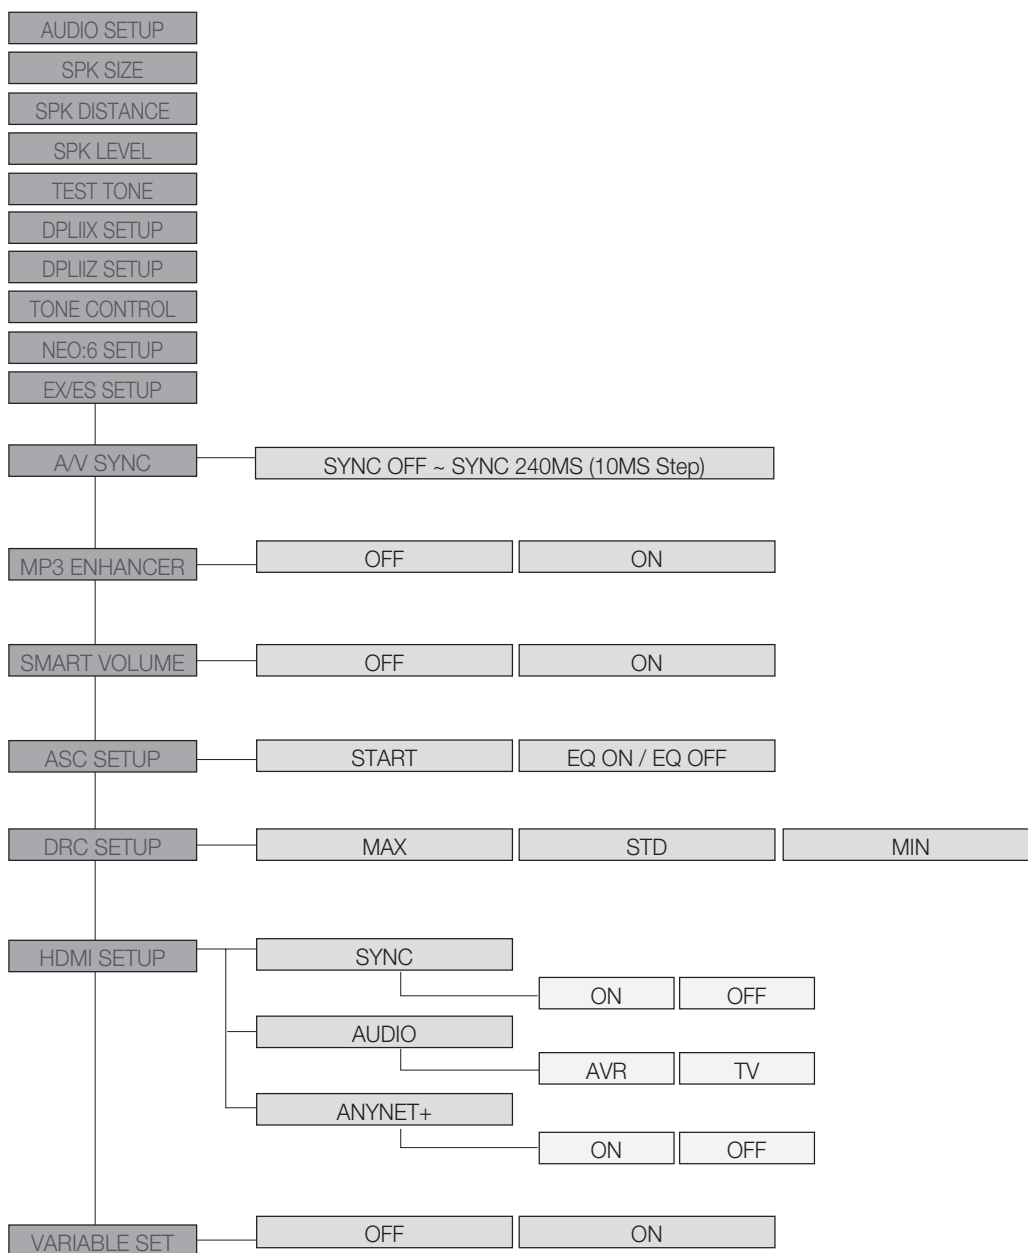 AUDIO SETUP
SPK SIZE
SPK DISTANCE
SPK LEVEL
TEST TONE
DPLIIX SETUP
DPLIIZ SETUP
TONE CONTROL
NEO:6 SETUP
EX/ES SETUP
A/V SYNC SYNC OFF ~ SYNC 240MS (10MS Step)
MP3 ENHANCER OFF ON
SMART VOLUME OFF ON
ASC SETUP START EQ ON / EQ OFF
DRC SETUP MAX STD MIN
HDMI SETUP SYNC
ON OFF
AUDIO
AVR TV
ANYNET+
ON OFF
VARIABLE SET OFF ON